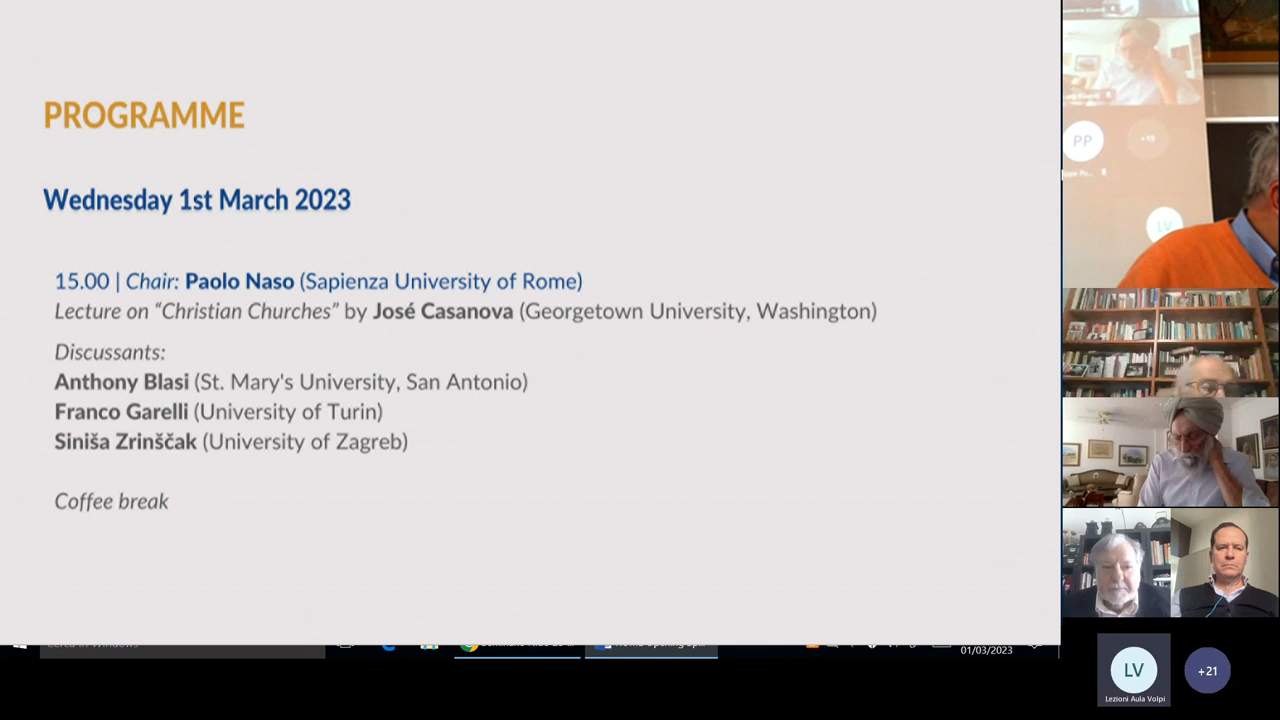 PROGRAMME
Wednesday 1st March 2023
15.00 | Chair: Paolo Naso (Sapienza University of Rome)
Lecture on “Christian Churches” by José Casanova (Georgetown University, Washington)
Discussants:
Anthony Blasi (St. Mary's University, San Antonio)
Franco Garelli (University of Turin)
Siniša Zrinščak (University of Zagreb)
Coffee break
PP
+19
LV
01/03/2023
LV
Lezioni Aula Volpi
+21